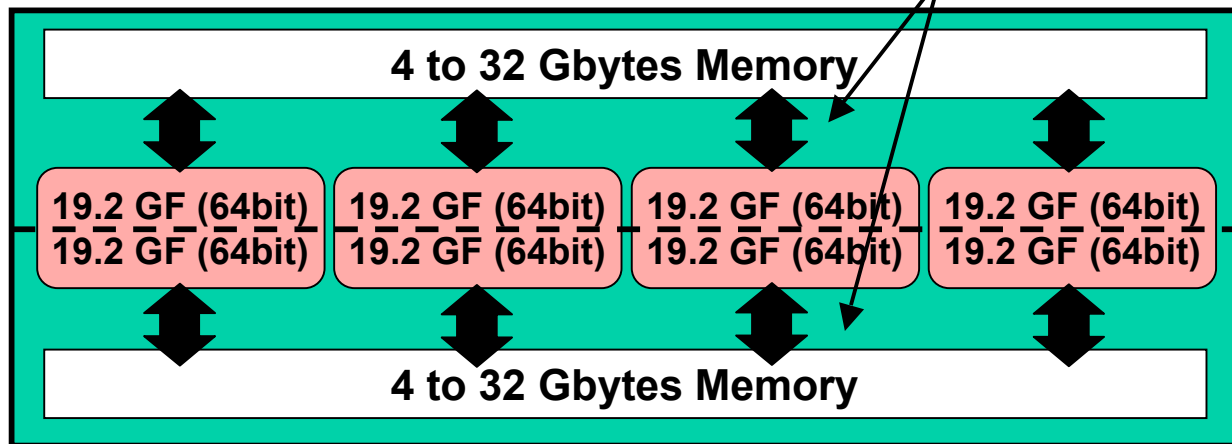 4 to 32 Gbytes Memory
19.2 GF (64bit) 19.2 GF (64bit) 19.2 GF (64bit) 19.2 GF (64bit)
19.2 GF (64bit) 19.2 GF (64bit) 19.2 GF (64bit) 19.2 GF (64bit)
4 to 32 Gbytes Memory